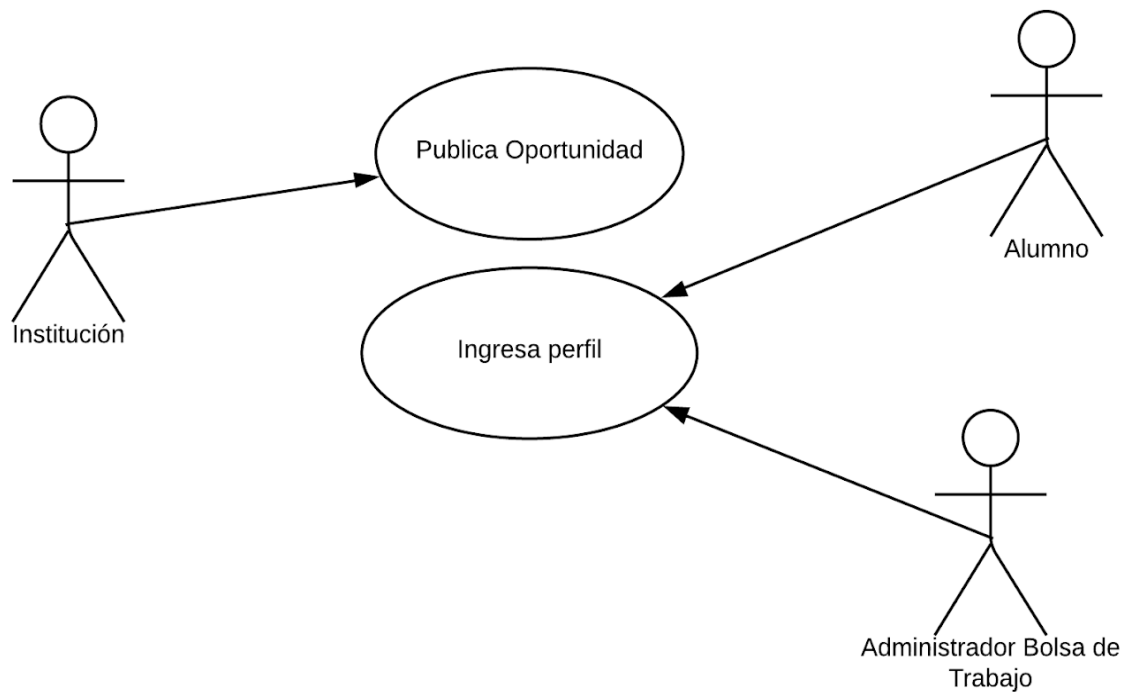 Publica Oportunidad
Alumno
Institución
Ingresa perfil
Administrador Bolsa de
Trabajo